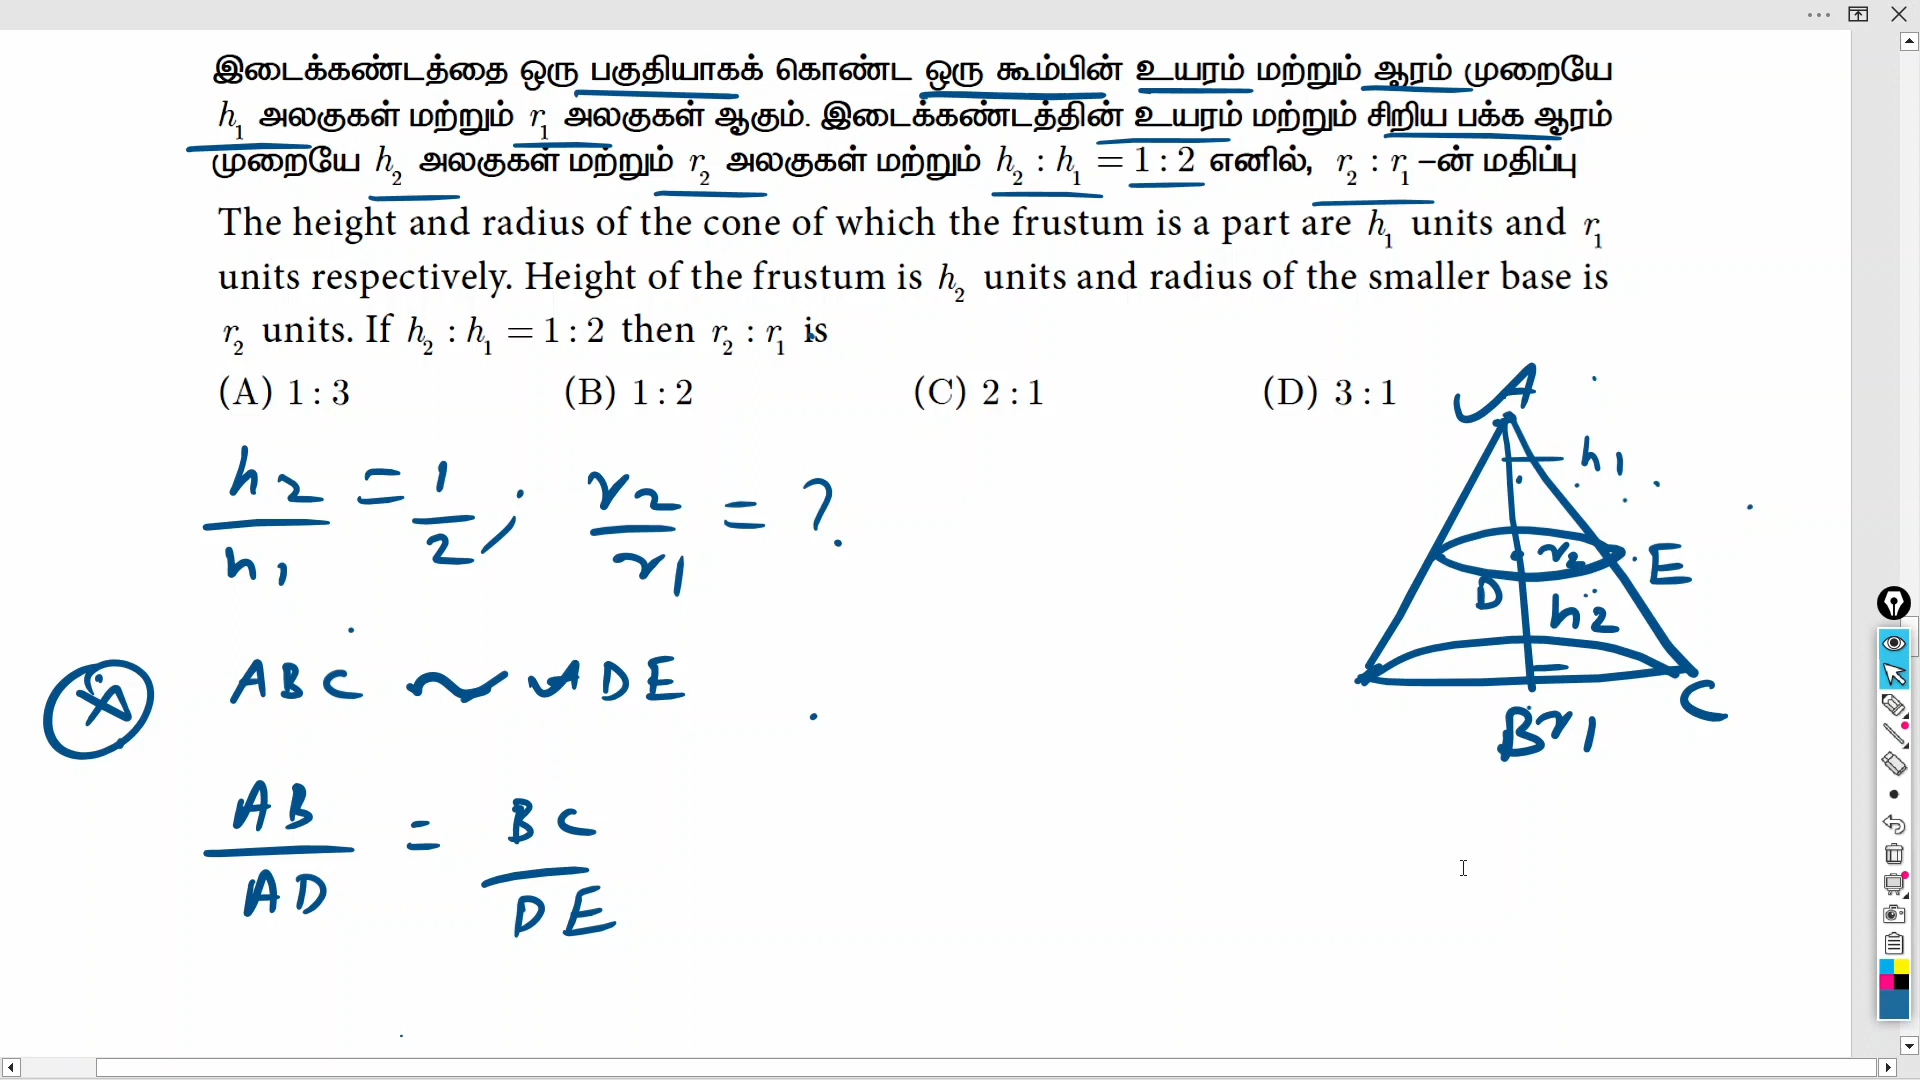 இடைக்கண்டத்தை ஒரு பகுதியாகக் கொண்ட ஒரு கூம்பின் உயரம் மற்றும் ஆரம் முறையே
h₁ அலகுகள் மற்றும் r₁ அலகுகள் ஆகும். இடைக்கண்டத்தின் உயரம் மற்றும் சிறிய பக்க ஆரம்
முறையே h₂ அலகுகள் மற்றும் r₂ அலகுகள் மற்றும் h₂ : h₁ = 1 : 2 எனில், r₂ : r₁ –ன் மதிப்பு
The height and radius of the cone of which the frustum is a part are h₁ units and r₁
units respectively. Height of the frustum is h₂ units and radius of the smaller base is
r₂ units. If h₂ : h₁ = 1 : 2 then r₂ : r₁ is
(A) 1 : 3 (B) 1 : 2 (C) 2 : 1 (D) 3 : 1
h2/h1 = 1/2 ; r2/r1 = ?
ABC ~ ADE
AB/AD = BC/DE
A
h1
r2 E
D
h2
B r1 C